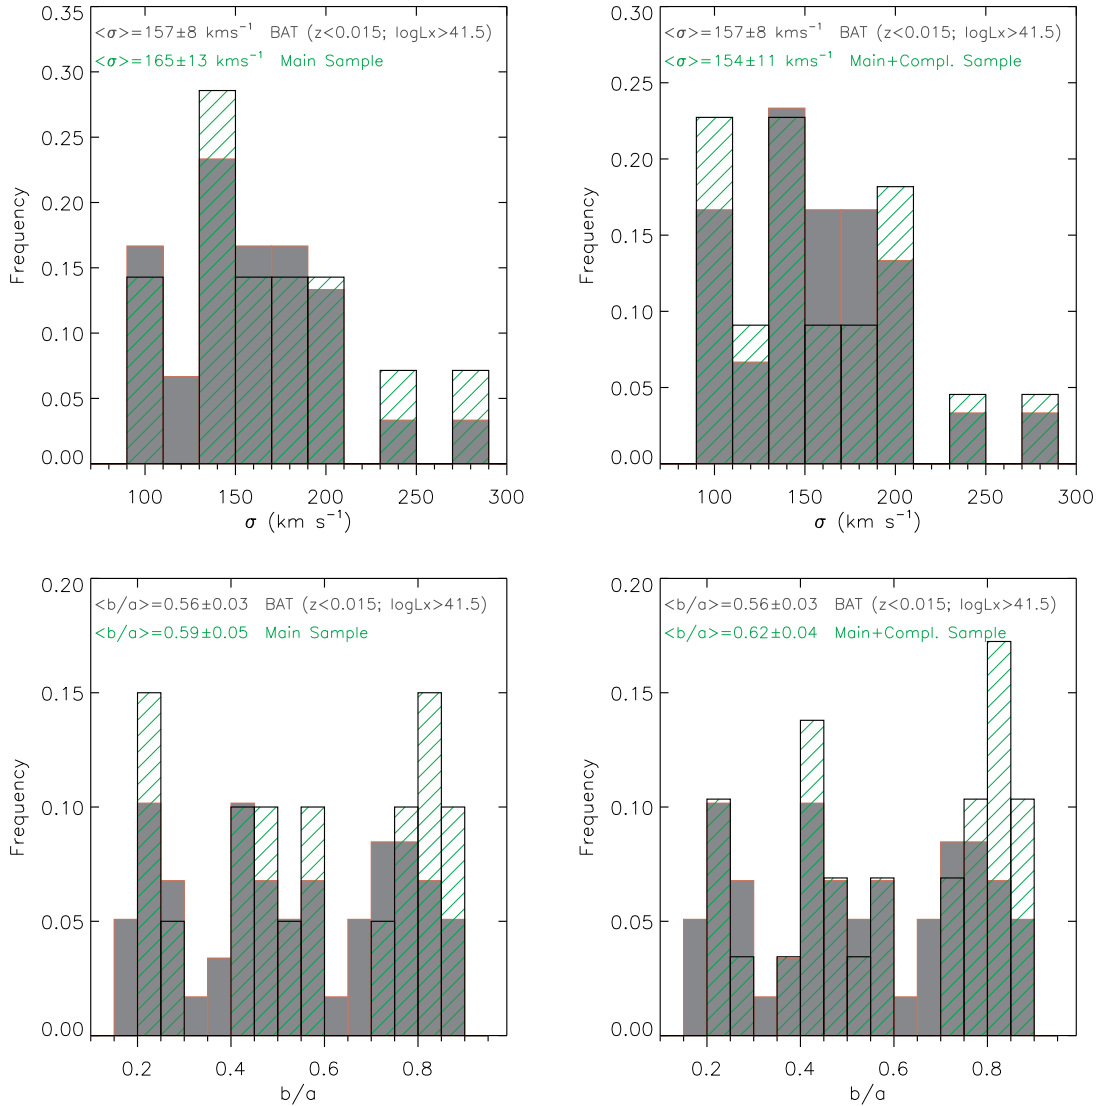 <σ>=157±8 kms⁻¹ BAT (z<0.015; logLx>41.5)
<σ>=165±13 kms⁻¹ Main Sample
0.35
0.30
0.25
0.20
0.15
0.10
0.05
0.00
Frequency
100 150 200 250 300
σ (km s⁻¹)
0.30
<σ>=157±8 kms⁻¹ BAT (z<0.015; logLx>41.5)
<σ>=154±11 kms⁻¹ Main+Compl. Sample
0.25
0.20
0.15
0.10
0.05
0.00
Frequency
100 150 200 250 300
σ (km s⁻¹)
0.20
<b/a>=0.56±0.03 BAT (z<0.015; logLx>41.5)
<b/a>=0.59±0.05 Main Sample
0.15
0.10
0.05
0.00
Frequency
0.2 0.4 0.6 0.8
b/a
0.20
<b/a>=0.56±0.03 BAT (z<0.015; logLx>41.5)
<b/a>=0.62±0.04 Main+Compl. Sample
0.15
0.10
0.05
0.00
Frequency
0.2 0.4 0.6 0.8
b/a